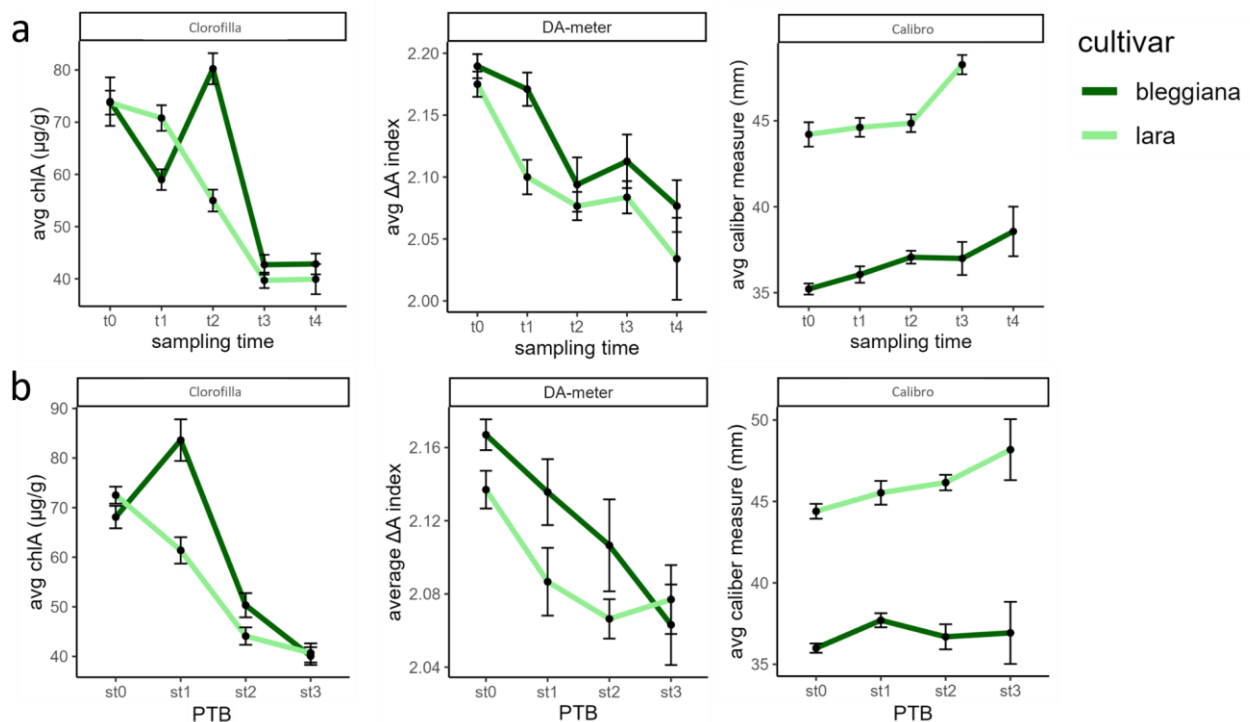 a
Clorofilla
DA-meter
Calibro
cultivar
bleggiana
lara
avg chlA (µg/g)
80
70
60
50
40
t0 t1 t2 t3 t4
sampling time
avg ΔA index
2.20
2.15
2.10
2.05
2.00
t0 t1 t2 t3 t4
sampling time
avg caliber measure (mm)
45
40
35
t0 t1 t2 t3 t4
sampling time
b
Clorofilla
DA-meter
Calibro
avg chlA (µg/g)
90
80
70
60
50
40
st0 st1 st2 st3
PTB
average ΔA index
2.16
2.12
2.08
2.04
st0 st1 st2 st3
PTB
avg caliber measure (mm)
50
45
40
35
st0 st1 st2 st3
PTB